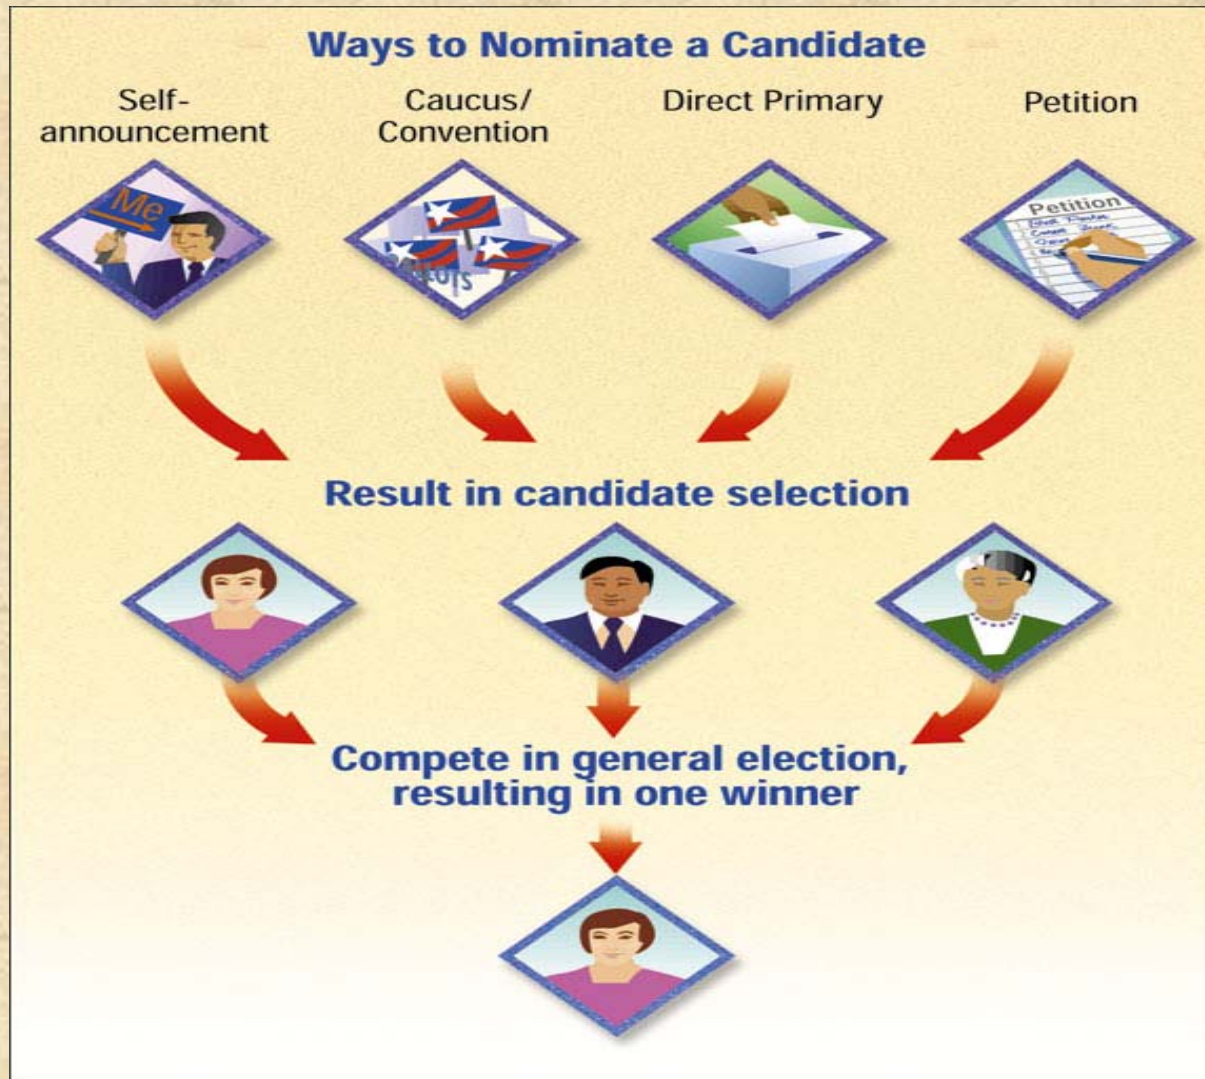 Ways to Nominate a Candidate
Self-
announcement
Caucus/
Convention
Direct Primary
Petition
Me
Petition
Result in candidate selection
Compete in general election,
resulting in one winner